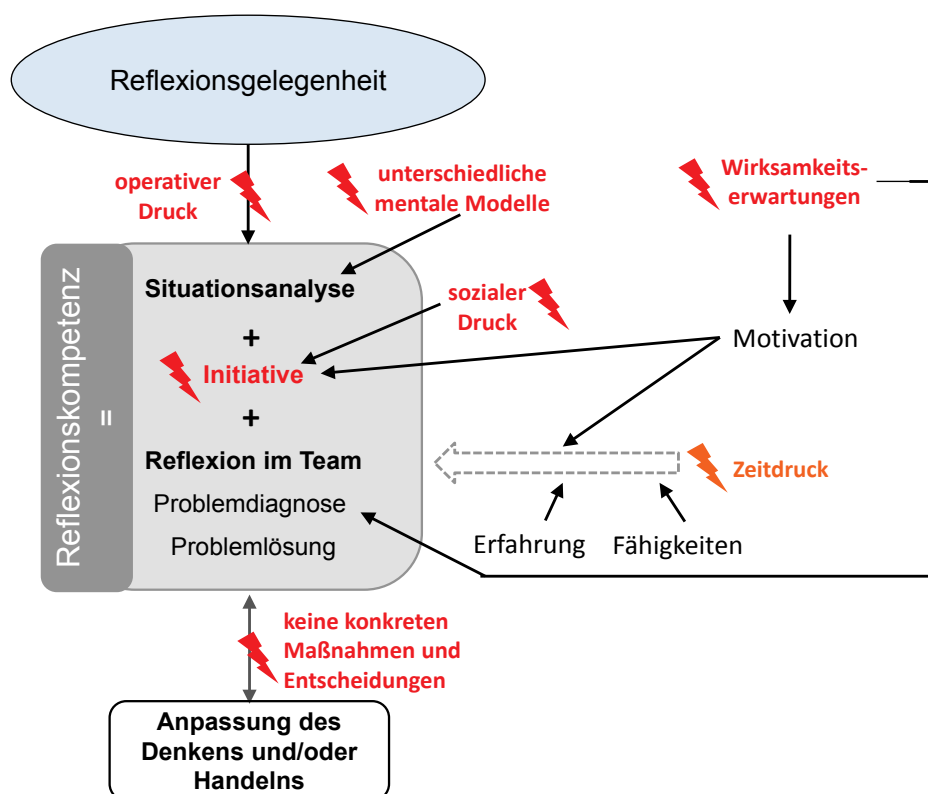 Reflexionsgelegenheit
operativer
Druck
unterschiedliche
mentale Modelle
Wirksamkeits-
erwartungen
Reflexionskompetenz
=
Situationsanalyse
+
sozialer
Druck
Initiative
Motivation
+
Reflexion im Team
Zeitdruck
Problemdiagnose
Problemlösung
Erfahrung
Fähigkeiten
keine konkreten
Maßnahmen und
Entscheidungen
Anpassung des
Denkens und/oder
Handelns